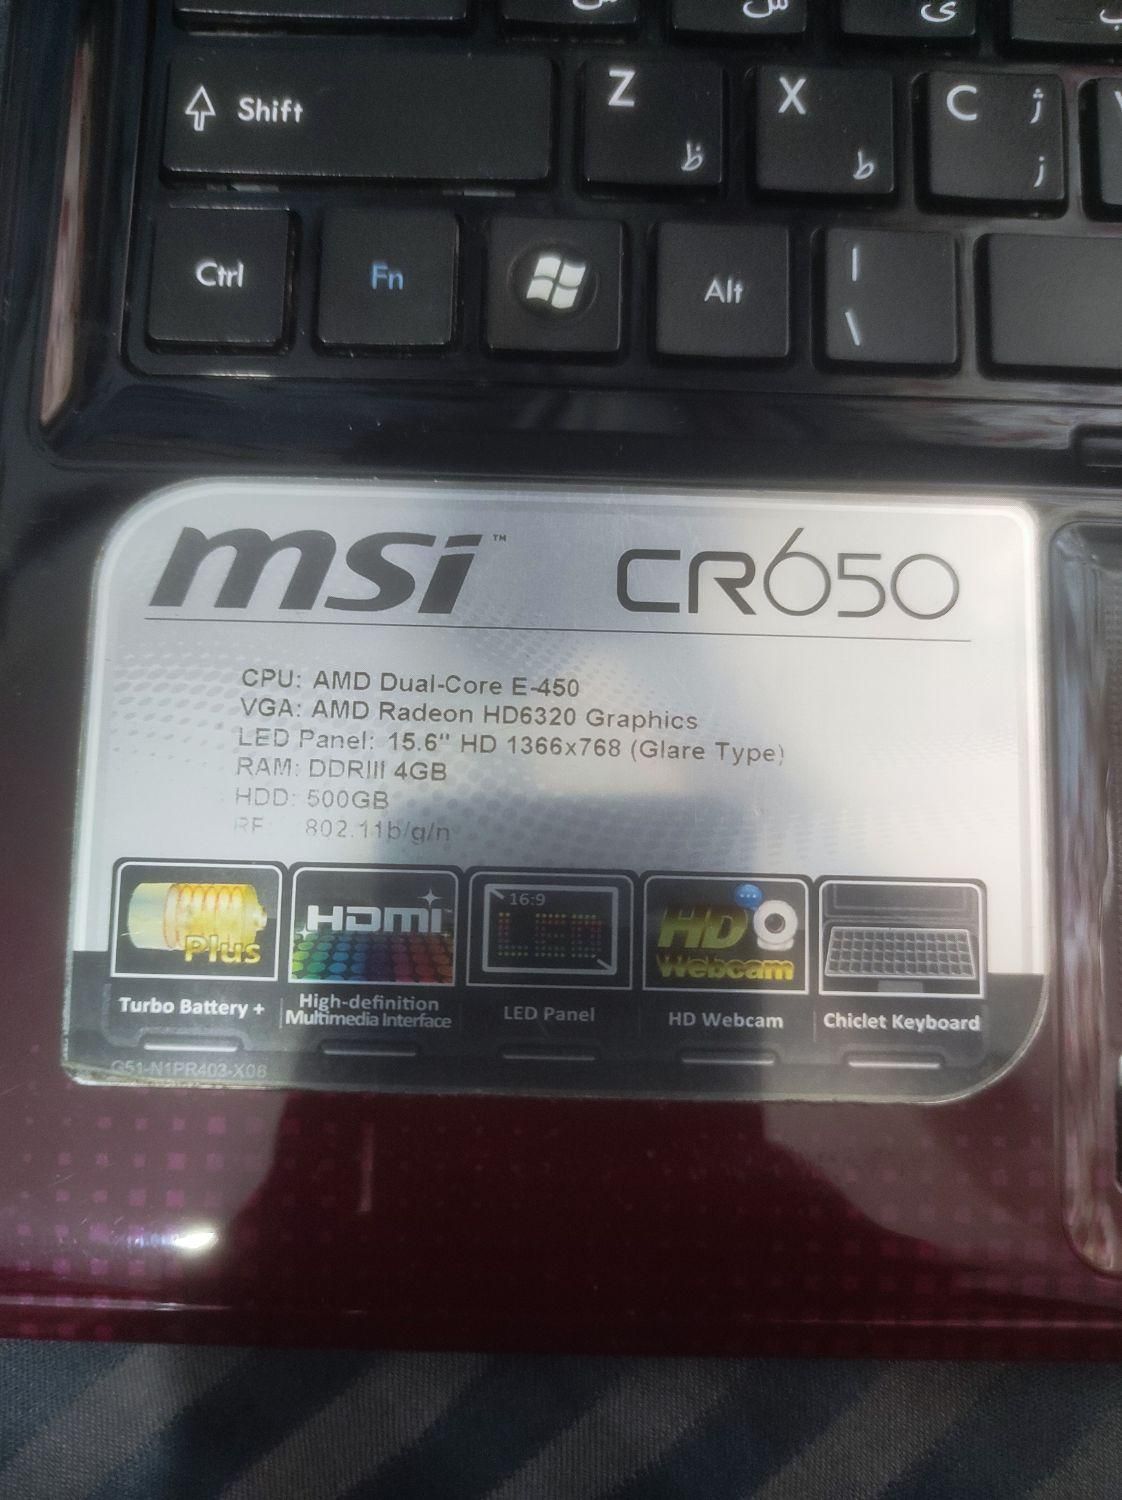 س ش ی ب
Shift Z ظ X ط C ژ ز
Ctrl Fn Alt | \
msi™ CR650
CPU: AMD Dual-Core E-450
VGA: AMD Radeon HD6320 Graphics
LED Panel: 15.6" HD 1366x768 (Glare Type)
RAM: DDRIII 4GB
HDD: 500GB
RF: 802.11b/g/n
Plus
HDMI
16:9
LED
HD
Webcam
Turbo Battery +
High-definition
Multimedia Interface
LED Panel
HD Webcam
Chiclet Keyboard
G51-N1PR403-X06